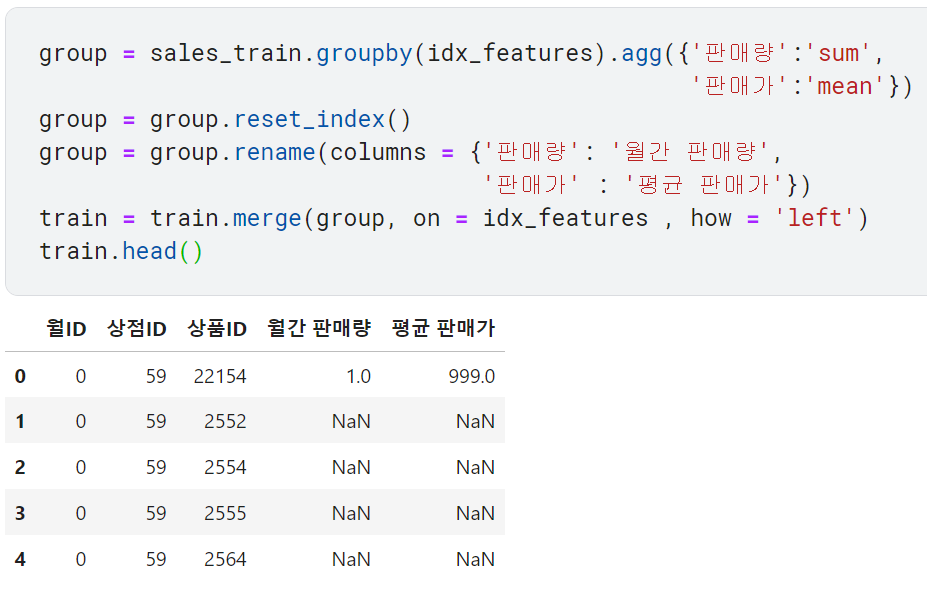 group = sales_train.groupby(idx_features).agg({'판매량':'sum',
'판매가':'mean'})
group = group.reset_index()
group = group.rename(columns = {'판매량': '월간 판매량',
'판매가' : '평균 판매가'})
train = train.merge(group, on = idx_features , how = 'left')
train.head()
월ID 상점ID 상품ID 월간 판매량 평균 판매가
0 0 59 22154 1.0 999.0
1 0 59 2552 NaN NaN
2 0 59 2554 NaN NaN
3 0 59 2555 NaN NaN
4 0 59 2564 NaN NaN